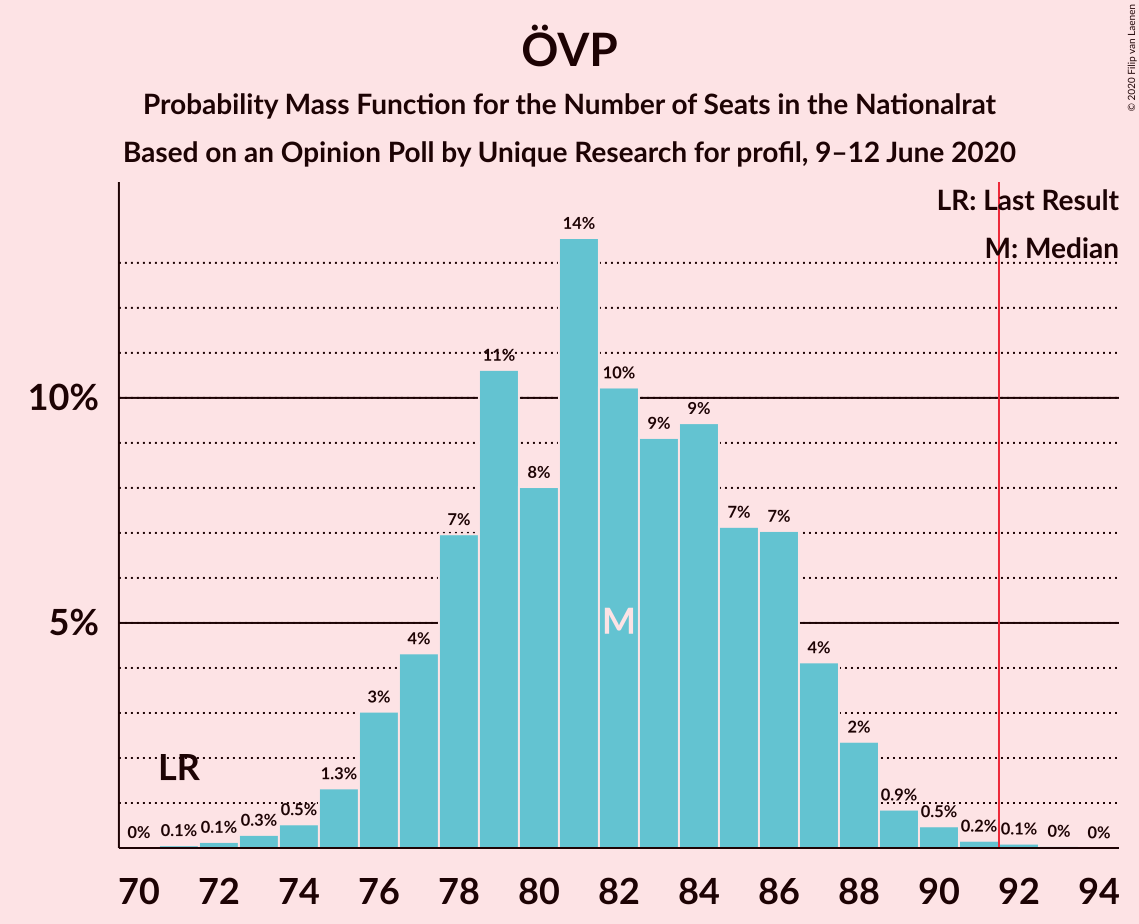 ÖVP
Probability Mass Function for the Number of Seats in the Nationalrat
Based on an Opinion Poll by Unique Research for profil, 9–12 June 2020
© 2020 Filip van Laenen
LR: Last Result
M: Median
14%
11%
10%
10%
9%
9%
8%
7%
7%
7%
5%
M
4%
4%
3%
2%
LR
1.3%
0.9%
0.5%
0.5%
0.3%
0.2%
0% 0.1% 0.1%
0.1% 0% 0%
70 72 74 76 78 80 82 84 86 88 90 92 94